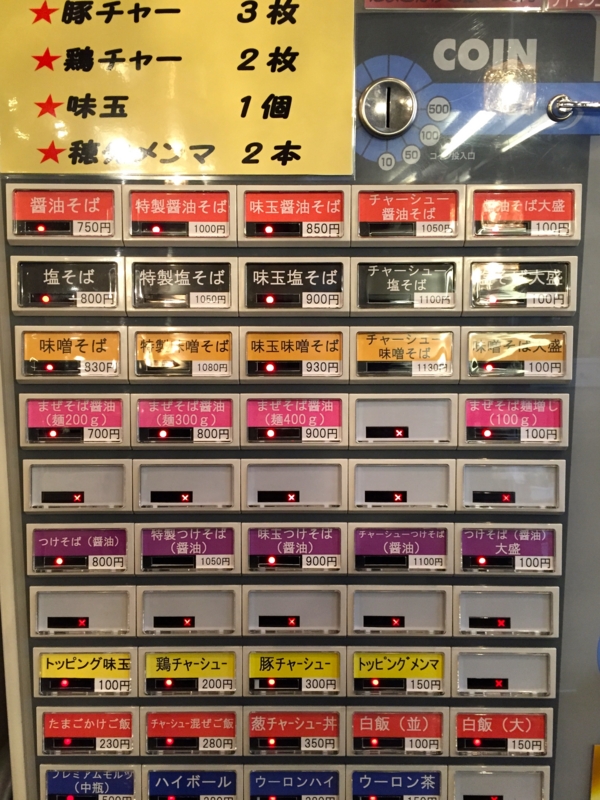 ★豚チャー 3枚
★鶏チャー 2枚
★味玉 1個
メンマ 2本
COIN
500
100
50
10
醤油そば 750円
特製醤油そば 1000円
味玉醤油そば 850円
チャーシュー
醤油そば 1050円
油そば大盛 100円
塩そば 800円
特製塩そば 1050円
味玉塩そば 900円
チャーシュー
塩そば 1100円
そば大盛 100円
味噌そば 830円
特製味噌そば 1080円
味玉味噌そば 930円
チャーシュー
味噌そば 1130円
味噌そば大盛 100円
まぜそば醤油
(麺200g) 700円
まぜそば醤油
(麺300g) 800円
まぜそば醤油
(麺400g) 900円
まぜそば麺増し
(100g) 100円
つけそば(醤油) 800円
特製つけそば
(醤油) 1050円
味玉つけそば
(醤油) 900円
チャーシューつけそば
(醤油) 1100円
つけそば(醤油)
大盛 100円
トッピング味玉 100円
鶏チャーシュー 200円
豚チャーシュー 300円
トッピングメンマ 150円
たまごかけご飯 230円
チャーシュー混ぜご飯 280円
葱チャーシュー丼 350円
白飯(並) 100円
白飯(大) 150円
プレミアムモルツ
(中瓶)
ハイボール
ウーロンハイ
ウーロン茶